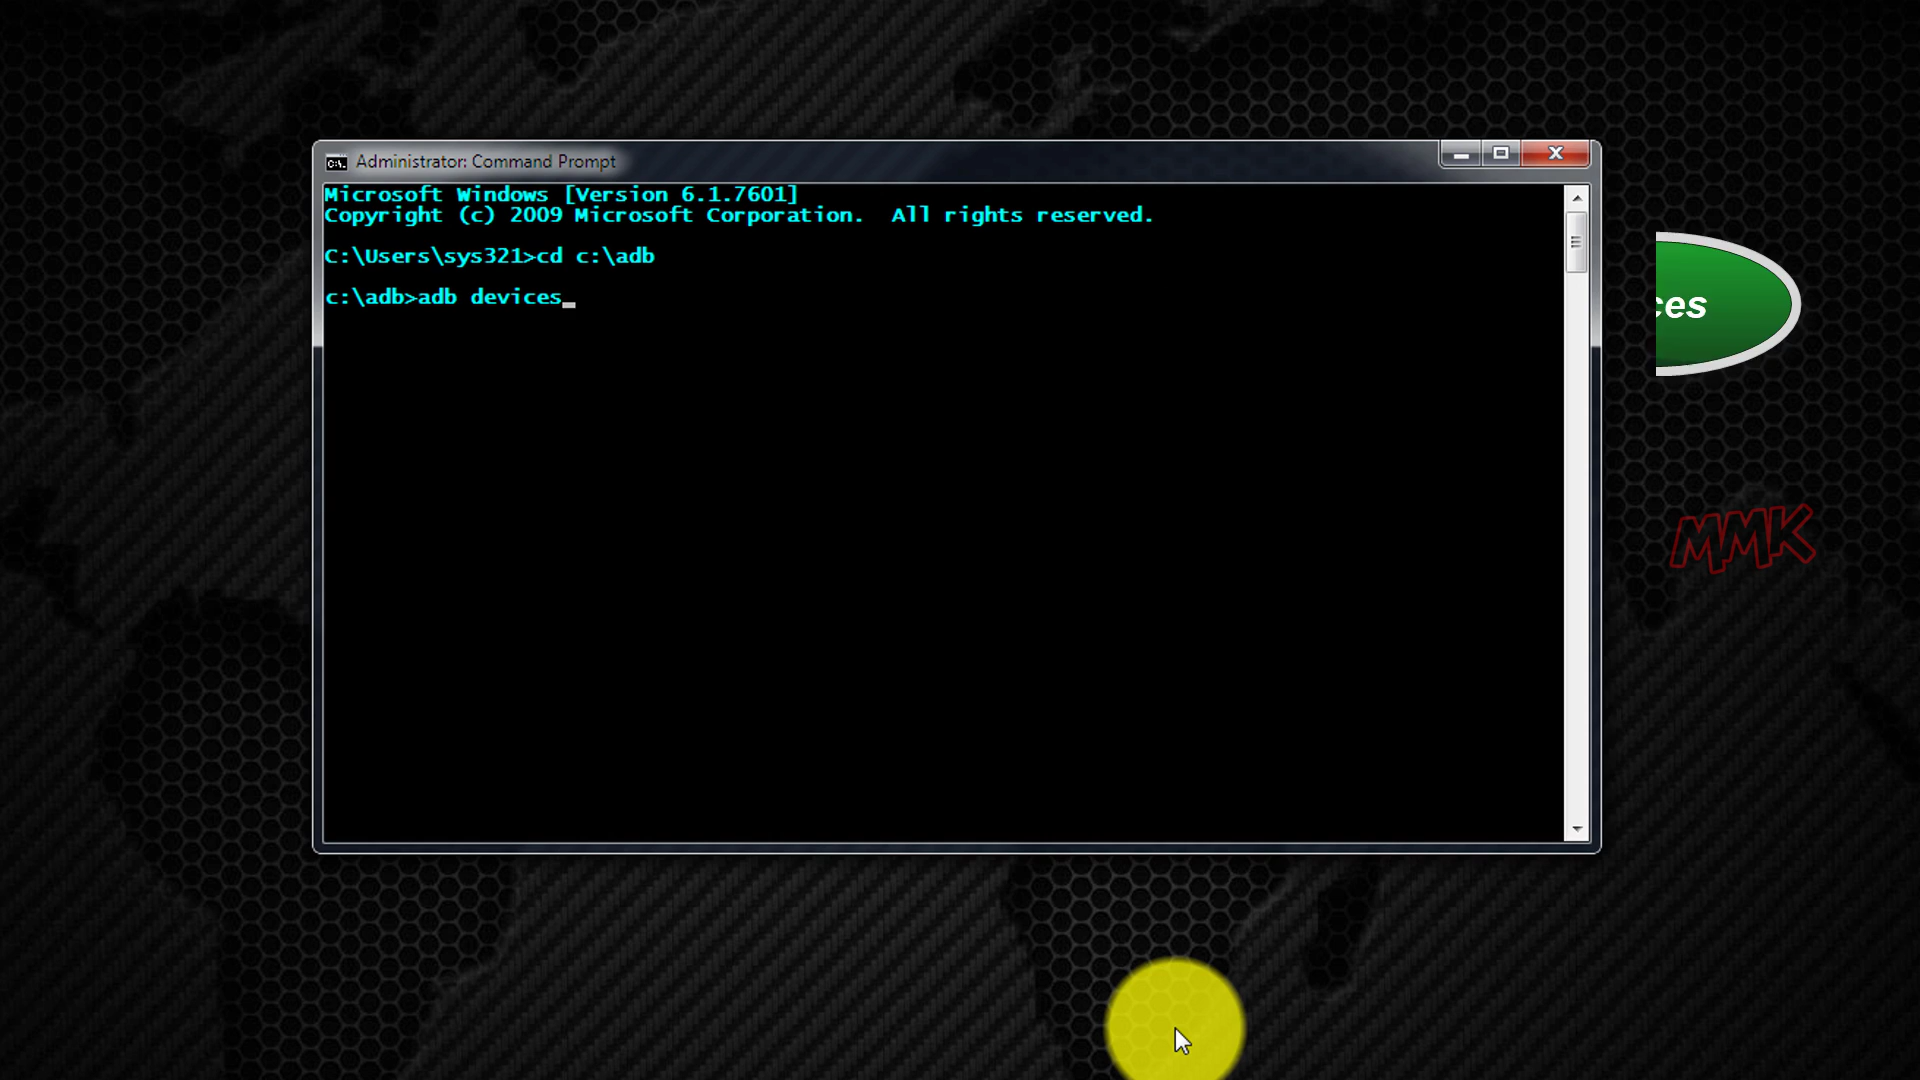 Administrator: Command Prompt
Microsoft Windows [Version 6.1.7601]
Copyright (c) 2009 Microsoft Corporation.  All rights reserved.
C:\Users\sys321>cd c:\adb
c:\adb>adb devices_
ces
MMK